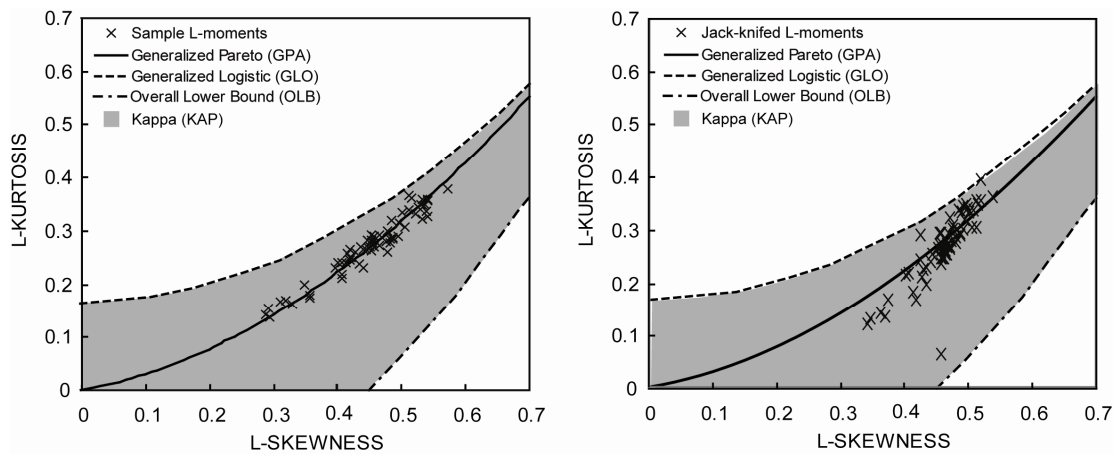 0.7
0.6
0.5
0.4
0.3
0.2
0.1
0
L-KURTOSIS
× Sample L-moments
Generalized Pareto (GPA)
Generalized Logistic (GLO)
Overall Lower Bound (OLB)
Kappa (KAP)
0 0.1 0.2 0.3 0.4 0.5 0.6 0.7
L-SKEWNESS
0.7
0.6
0.5
0.4
0.3
0.2
0.1
0
L-KURTOSIS
× Jack-knifed L-moments
Generalized Pareto (GPA)
Generalized Logistic (GLO)
Overall Lower Bound (OLB)
Kappa (KAP)
0 0.1 0.2 0.3 0.4 0.5 0.6 0.7
L-SKEWNESS